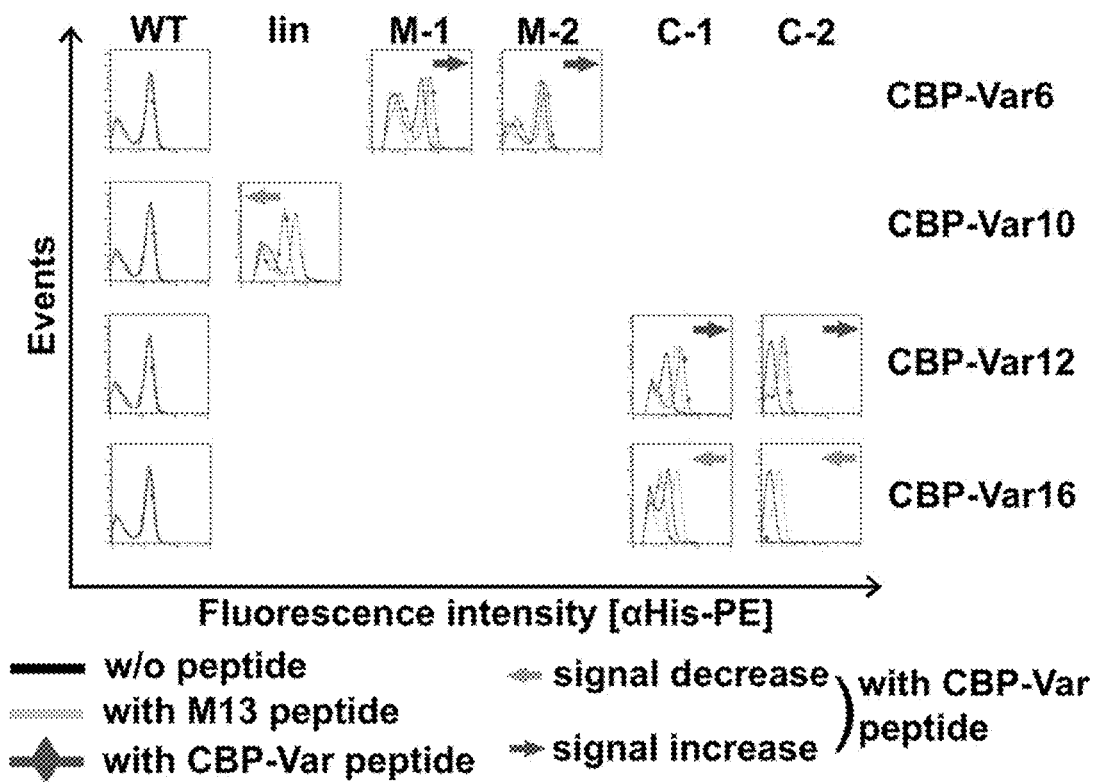 WT lin M-1 M-2 C-1 C-2
CBP-Var6
CBP-Var10
CBP-Var12
CBP-Var16
Events
Fluorescence intensity [αHis-PE]
w/o peptide
with M13 peptide
with CBP-Var peptide
signal decrease
signal increase
with CBP-Var
peptide